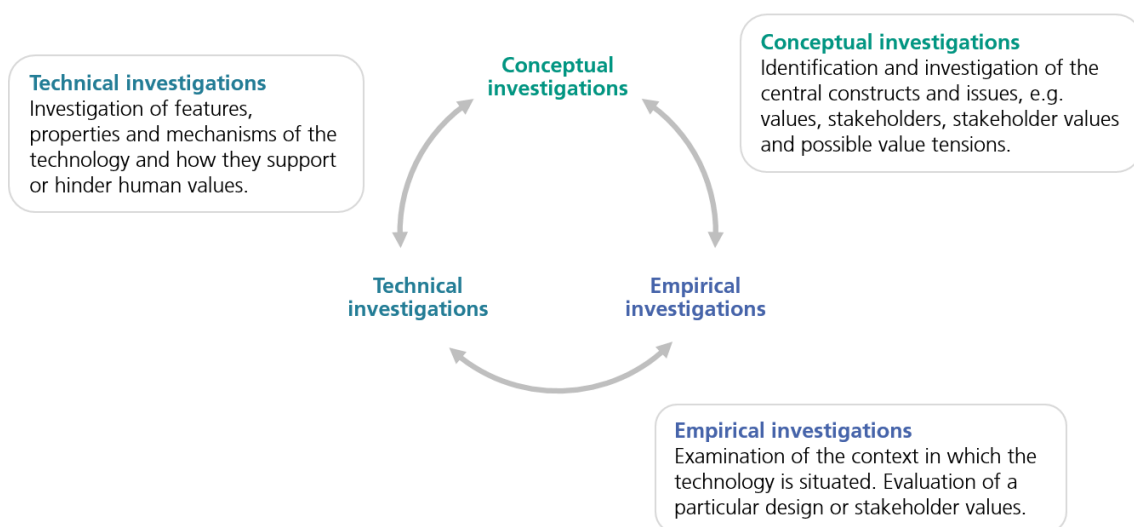 Technical investigations
Investigation of features,
properties and mechanisms of the
technology and how they support
or hinder human values.
Conceptual
investigations
Conceptual investigations
Identification and investigation of the
central constructs and issues, e.g.
values, stakeholders, stakeholder values
and possible value tensions.
Technical
investigations
Empirical
investigations
Empirical investigations
Examination of the context in which the
technology is situated. Evaluation of a
particular design or stakeholder values.